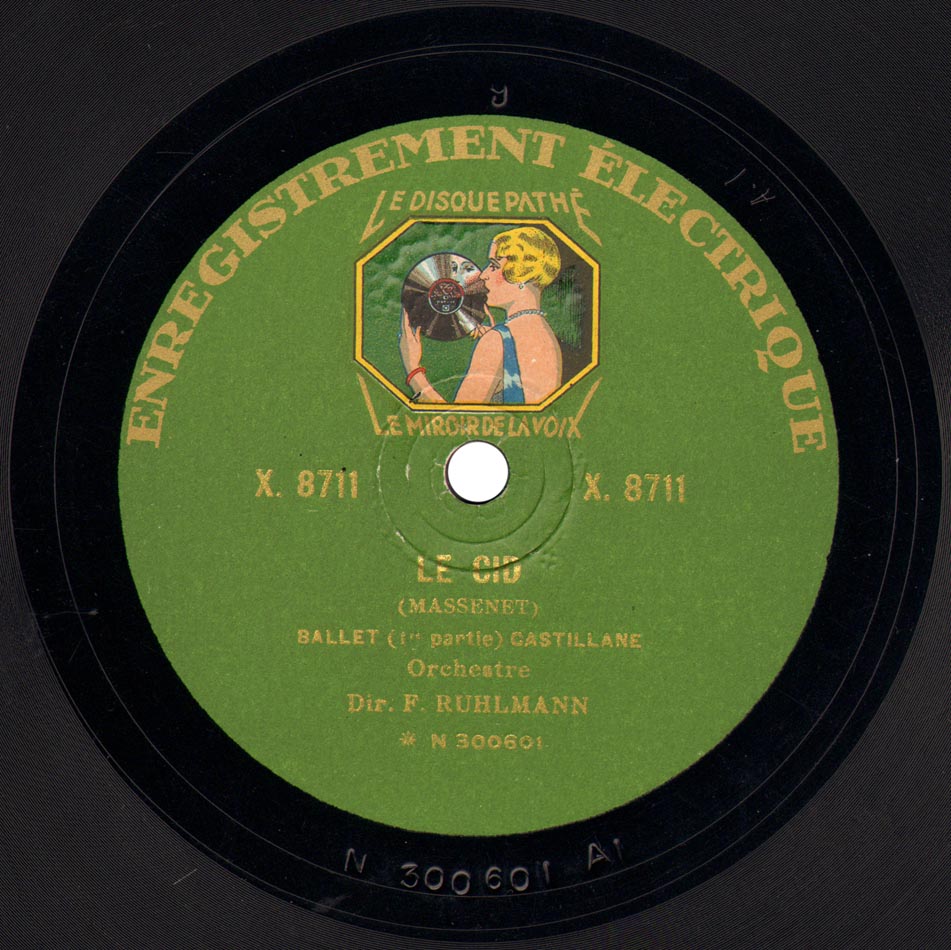 J
A·1
ENREGISTREMENT ÉLECTRIQUE
LE DISQUE PATHÉ
LE MIROIR DE LA VOIX
X. 8711 X. 8711
LE CID
(MASSENET)
BALLET (1re partie) CASTILLANE
Orchestre
Dir. F. RUHLMANN
* N 300601
N 300601 A1